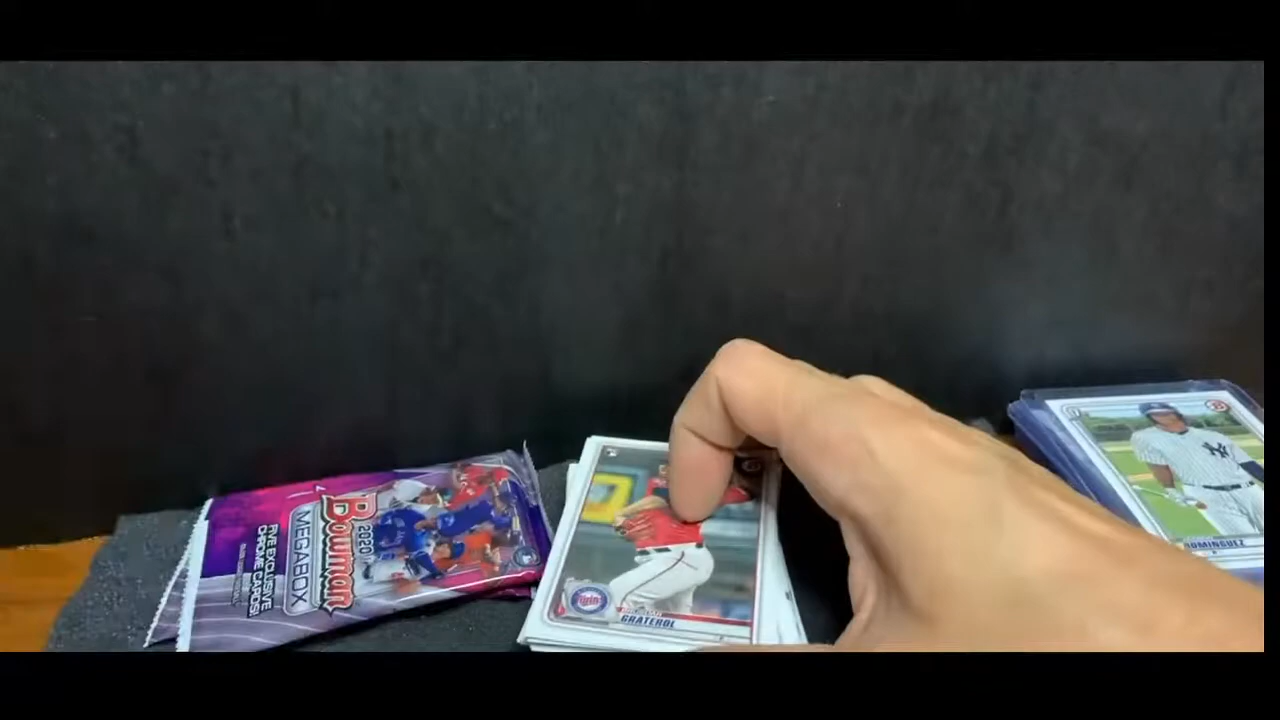 2020
Bowman
MEGABOX
FIVE EXCLUSIVE
CHROME CARDS!
Twins
GRATEROL
DOMINGUEZ